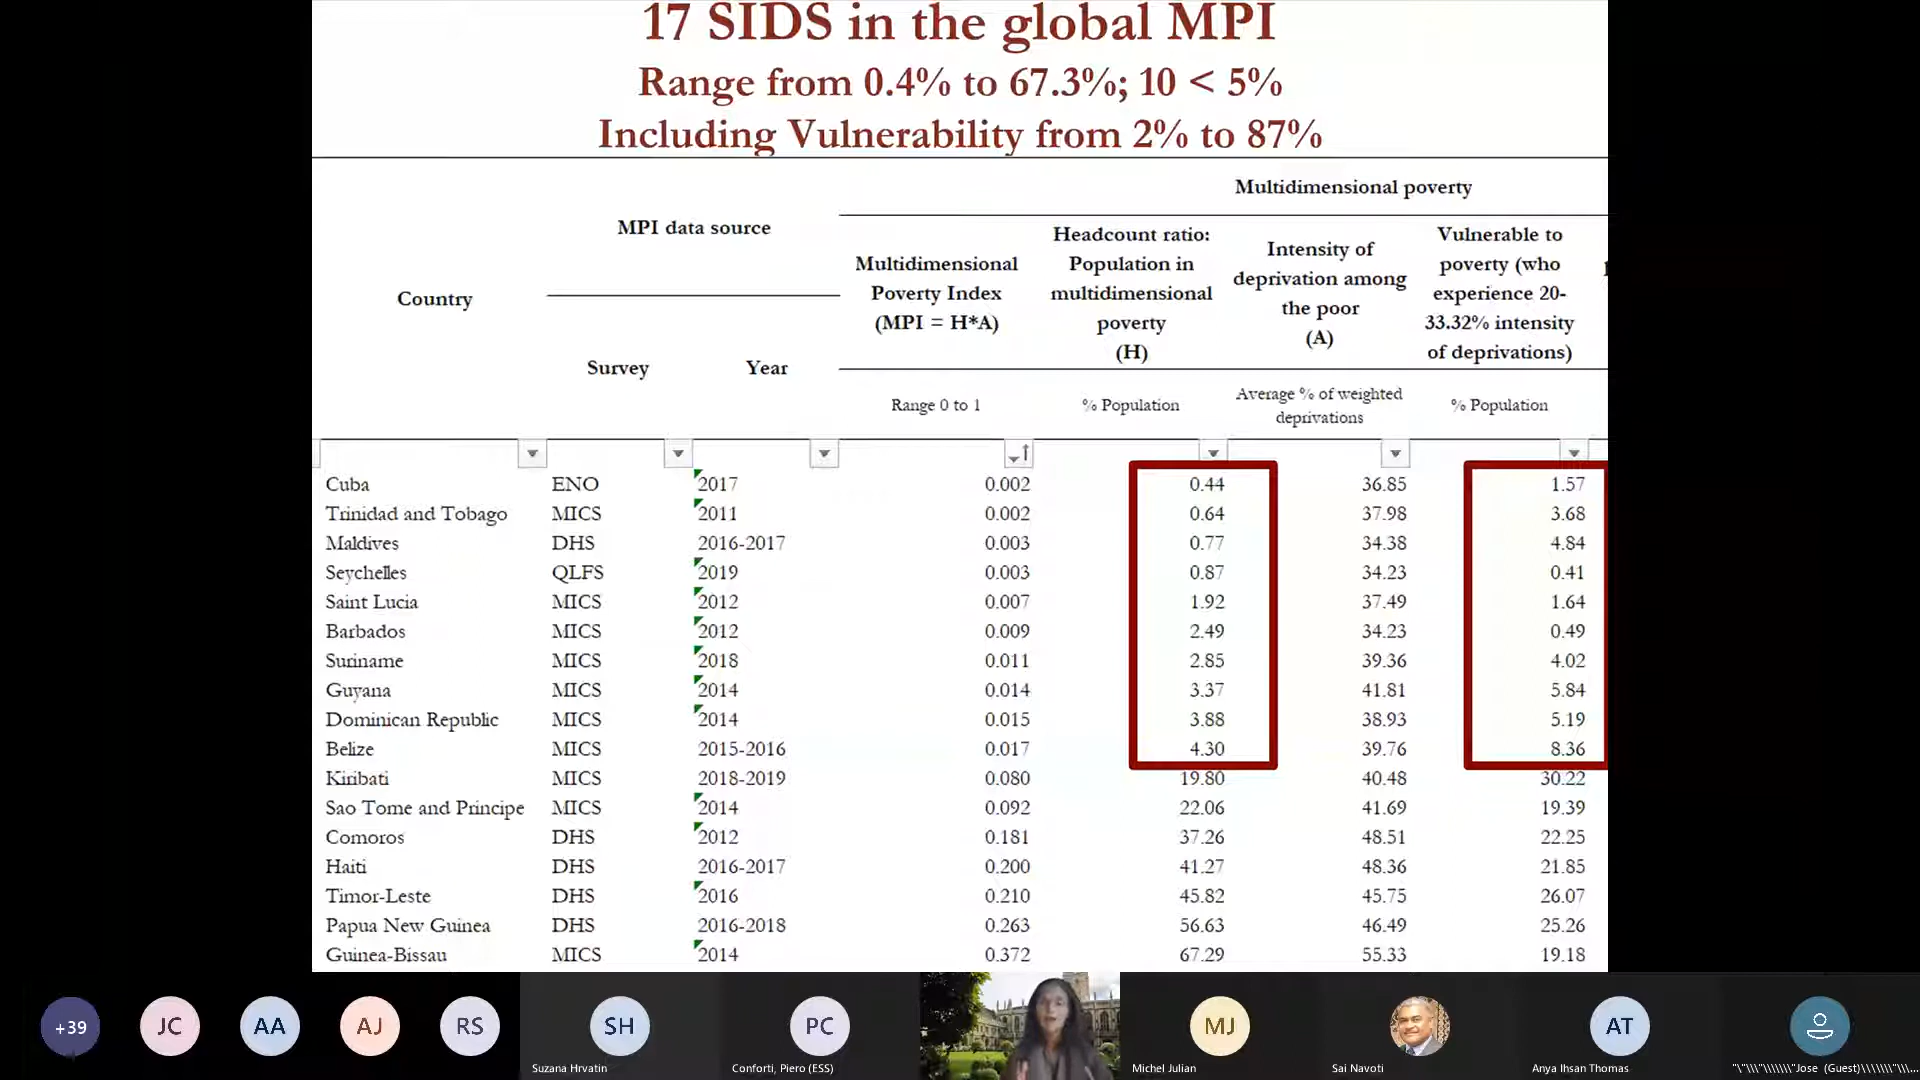 17 SIDS in the global MPI
Range from 0.4% to 67.3%; 10 < 5%
Including Vulnerability from 2% to 87%
Multidimensional poverty
MPI data source
Country
Survey
Year
Multidimensional
Poverty Index
(MPI = H*A)
Headcount ratio:
Population in
multidimensional
poverty
(H)
Intensity of
deprivation among
the poor
(A)
Vulnerable to
poverty (who
experience 20-
33.32% intensity
of deprivations)
Range 0 to 1
% Population
Average % of weighted
deprivations
% Population
Cuba ENO 2017 0.002 0.44 36.85 1.57
Trinidad and Tobago MICS 2011 0.002 0.64 37.98 3.68
Maldives DHS 2016-2017 0.003 0.77 34.38 4.84
Seychelles QLFS 2019 0.003 0.87 34.23 0.41
Saint Lucia MICS 2012 0.007 1.92 37.49 1.64
Barbados MICS 2012 0.009 2.49 34.23 0.49
Suriname MICS 2018 0.011 2.85 39.36 4.02
Guyana MICS 2014 0.014 3.37 41.81 5.84
Dominican Republic MICS 2014 0.015 3.88 38.93 5.19
Belize MICS 2015-2016 0.017 4.30 39.76 8.36
Kiribati MICS 2018-2019 0.080 19.80 40.48 30.22
Sao Tome and Principe MICS 2014 0.092 22.06 41.69 19.39
Comoros DHS 2012 0.181 37.26 48.51 22.25
Haiti DHS 2016-2017 0.200 41.27 48.36 21.85
Timor-Leste DHS 2016 0.210 45.82 45.75 26.07
Papua New Guinea DHS 2016-2018 0.263 56.63 46.49 25.26
Guinea-Bissau MICS 2014 0.372 67.29 55.33 19.18
+39 JC AA AJ RS SH PC MJ AT
Suzana Hrvatin
Conforti, Piero (ESS)
Michel Julian
Sai Navoti
Anya Ihsan Thomas
"\"\\\"\\\\\\\"Jose (Guest)\\\\\\\"\\...